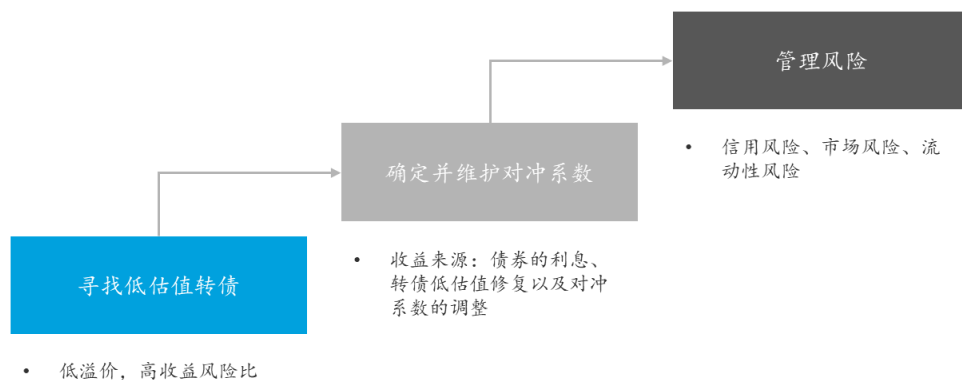 管理风险
• 信用风险、市场风险、流
动性风险
确定并维护对冲系数
• 收益来源：债券的利息、
转债低估值修复以及对冲
系数的调整
寻找低估值转债
• 低溢价，高收益风险比